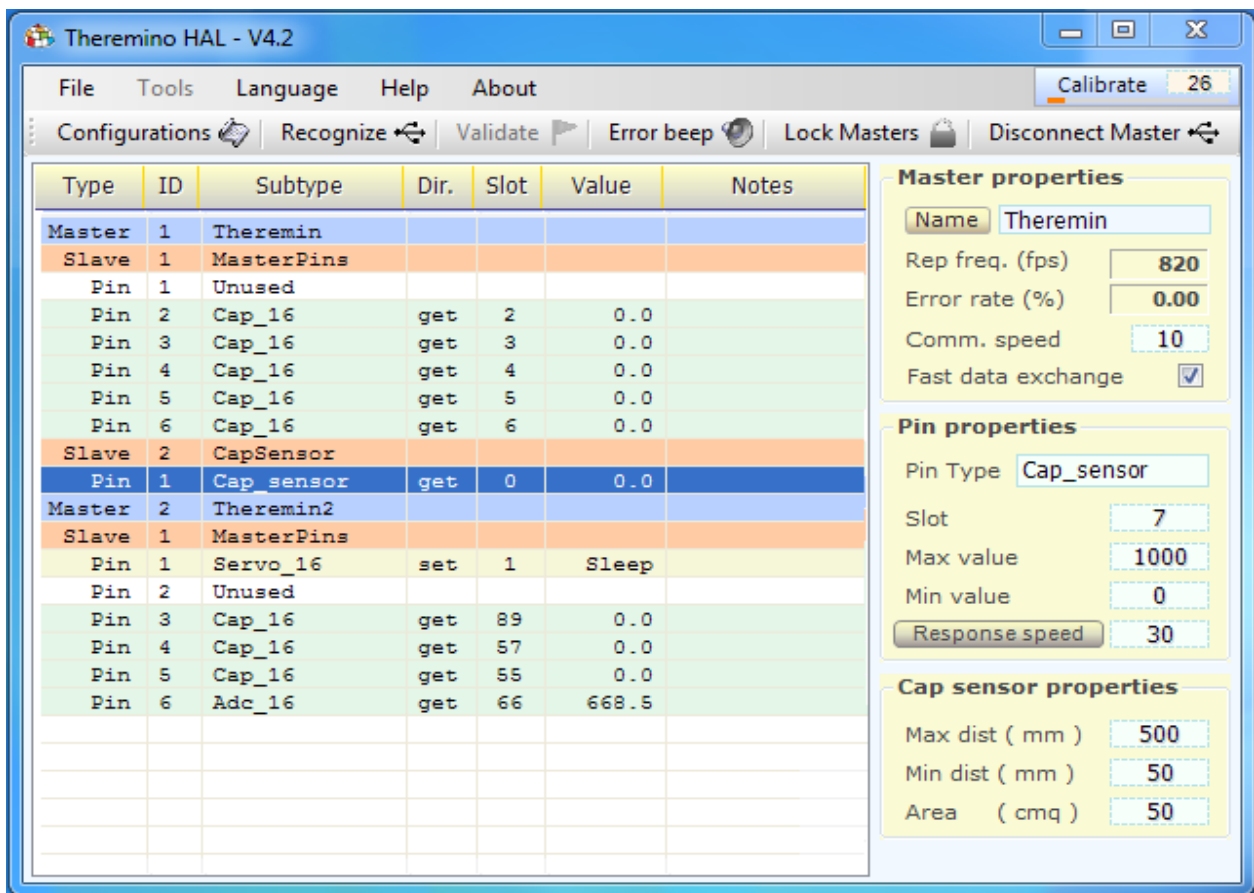 Theremino HAL - V4.2
File Tools Language Help About Calibrate 26
Configurations Recognize Validate Error beep Lock Masters Disconnect Master
Type ID Subtype Dir. Slot Value Notes
Master 1 Theremin
Slave 1 MasterPins
Pin 1 Unused
Pin 2 Cap_16 get 2 0.0
Pin 3 Cap_16 get 3 0.0
Pin 4 Cap_16 get 4 0.0
Pin 5 Cap_16 get 5 0.0
Pin 6 Cap_16 get 6 0.0
Slave 2 CapSensor
Pin 1 Cap_sensor get 0 0.0
Master 2 Theremin2
Slave 1 MasterPins
Pin 1 Servo_16 set 1 Sleep
Pin 2 Unused
Pin 3 Cap_16 get 89 0.0
Pin 4 Cap_16 get 57 0.0
Pin 5 Cap_16 get 55 0.0
Pin 6 Adc_16 get 66 668.5
Master properties
Name Theremin
Rep freq. (fps) 820
Error rate (%) 0.00
Comm. speed 10
Fast data exchange
Pin properties
Pin Type Cap_sensor
Slot 7
Max value 1000
Min value 0
Response speed 30
Cap sensor properties
Max dist ( mm ) 500
Min dist ( mm ) 50
Area ( cmq ) 50